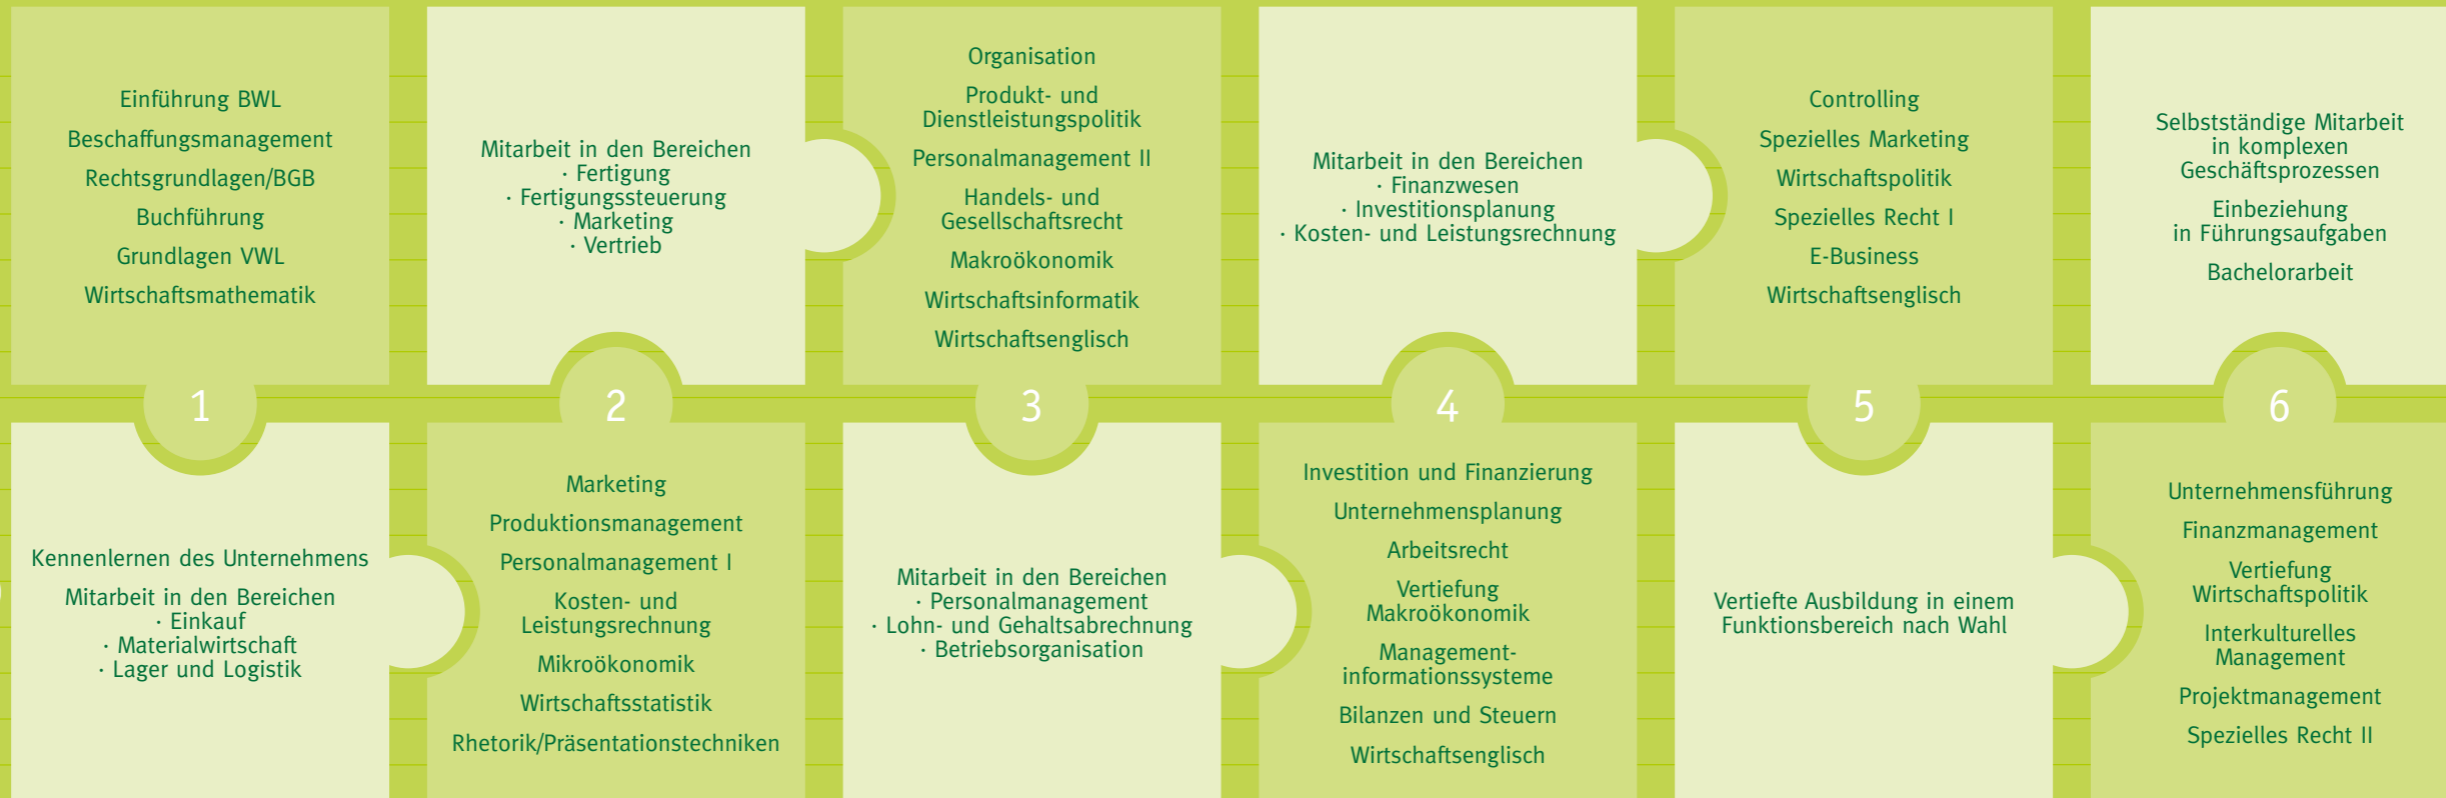 Einführung BWL
Beschaffungsmanagement
Rechtsgrundlagen/BGB
Buchführung
Grundlagen VWL
Wirtschaftsmathematik
1
Kennenlernen des Unternehmens
Mitarbeit in den Bereichen
· Einkauf
· Materialwirtschaft
· Lager und Logistik
Mitarbeit in den Bereichen
· Fertigung
· Fertigungssteuerung
· Marketing
· Vertrieb
2
Marketing
Produktionsmanagement
Personalmanagement I
Kosten- und
Leistungsrechnung
Mikroökonomik
Wirtschaftsstatistik
Rhetorik/Präsentationstechniken
Organisation
Produkt- und
Dienstleistungspolitik
Personalmanagement II
Handels- und
Gesellschaftsrecht
Makroökonomik
Wirtschaftsinformatik
Wirtschaftsenglisch
3
Mitarbeit in den Bereichen
· Personalmanagement
· Lohn- und Gehaltsabrechnung
· Betriebsorganisation
Mitarbeit in den Bereichen
· Finanzwesen
· Investitionsplanung
· Kosten- und Leistungsrechnung
4
Investition und Finanzierung
Unternehmensplanung
Arbeitsrecht
Vertiefung
Makroökonomik
Management-
informationssysteme
Bilanzen und Steuern
Wirtschaftsenglisch
Controlling
Spezielles Marketing
Wirtschaftspolitik
Spezielles Recht I
E-Business
Wirtschaftsenglisch
5
Vertiefte Ausbildung in einem
Funktionsbereich nach Wahl
Selbstständige Mitarbeit
in komplexen
Geschäftsprozessen
Einbeziehung
in Führungsaufgaben
Bachelorarbeit
6
Unternehmensführung
Finanzmanagement
Vertiefung
Wirtschaftspolitik
Interkulturelles
Management
Projektmanagement
Spezielles Recht II